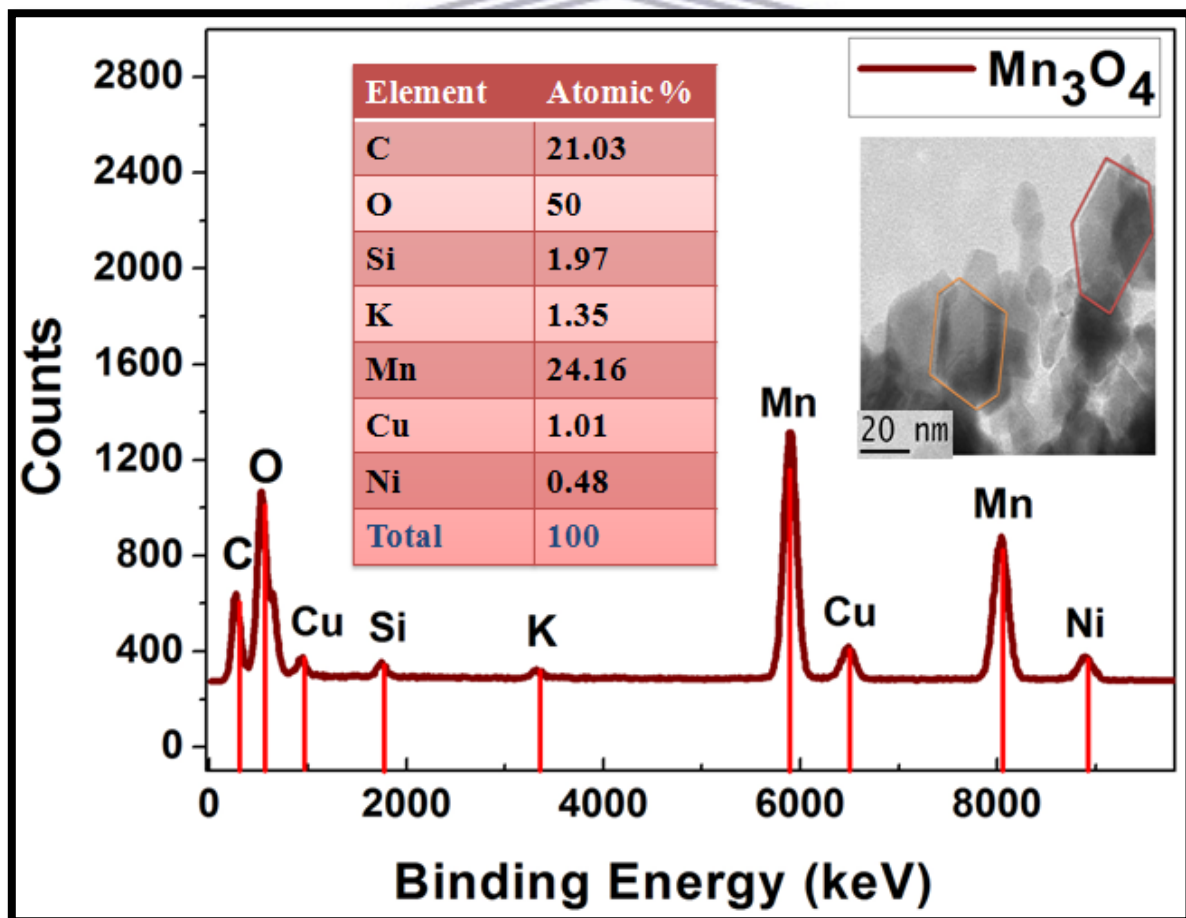 Mn₃O₄
Element Atomic %
C 21.03
O 50
Si 1.97
K 1.35
Mn 24.16
Cu 1.01
Ni 0.48
Total 100
20 nm
2800
2400
2000
1600
1200
800
400
0
Counts
C
O
Cu
Si
K
Mn
Cu
Mn
Ni
0 2000 4000 6000 8000
Binding Energy (keV)